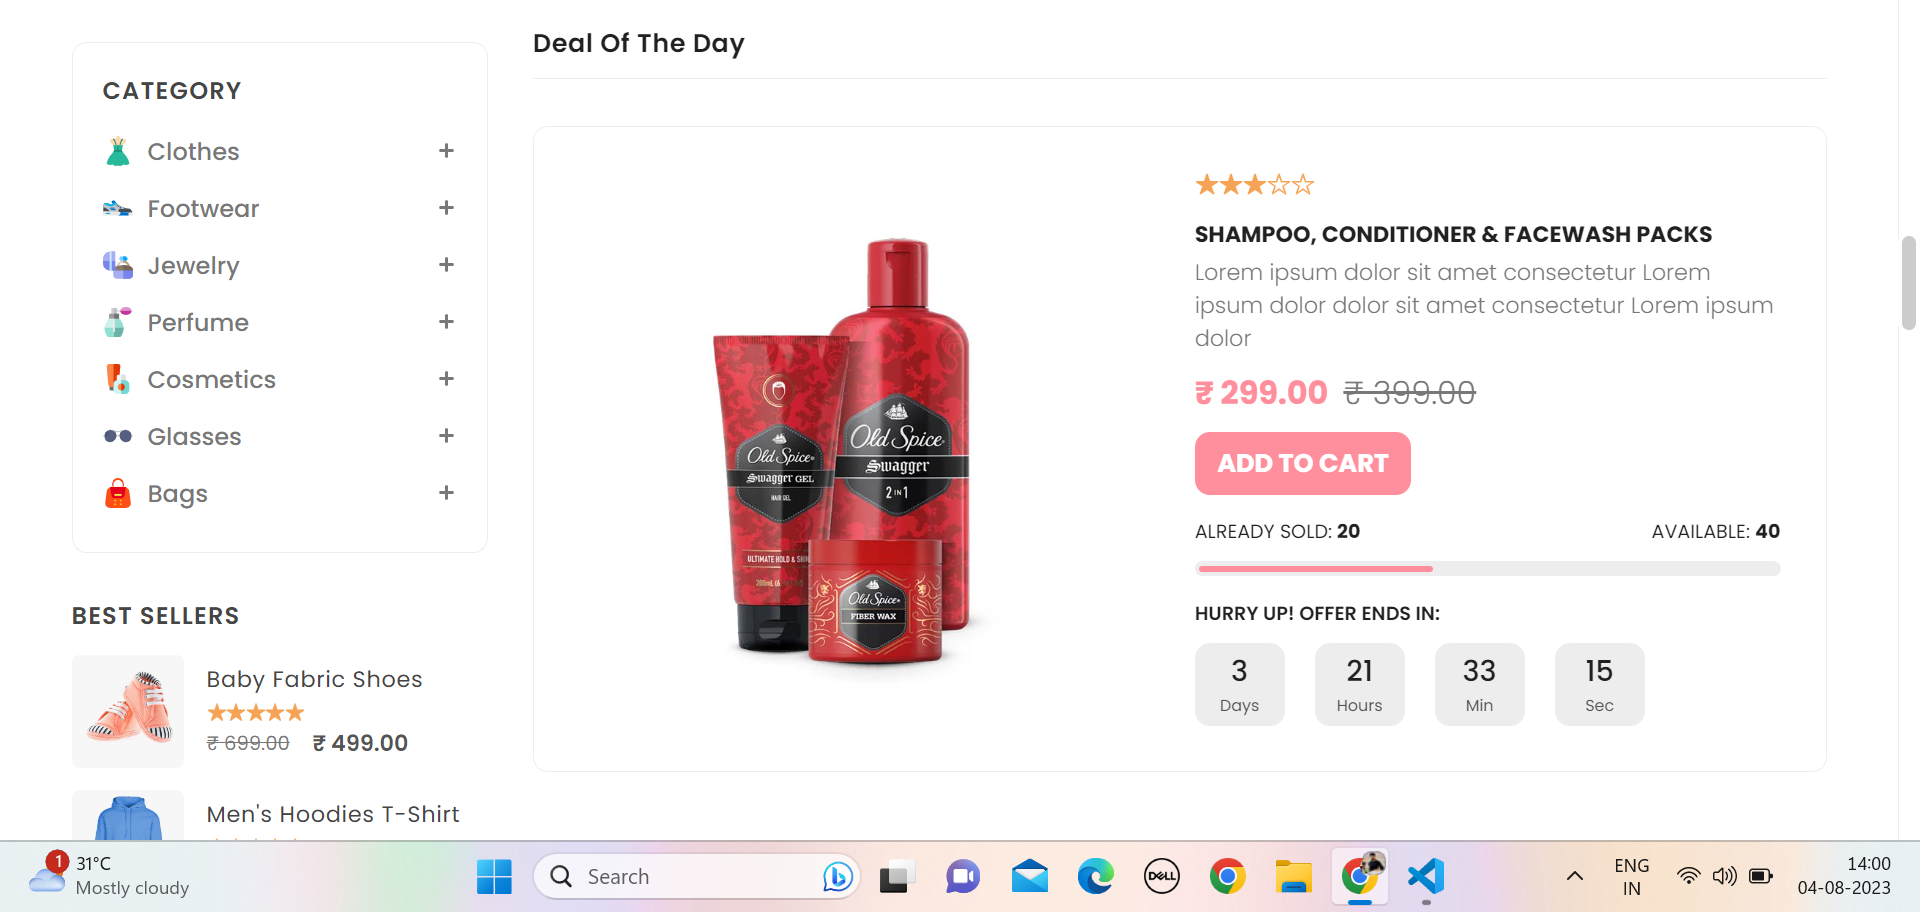 CATEGORY
Clothes
+
Footwear
+
Jewelry
+
Perfume
+
Cosmetics
+
Glasses
+
Bags
+
BEST SELLERS
Baby Fabric Shoes
₹ 699.00 ₹ 499.00
Men's Hoodies T-Shirt
Deal Of The Day
Old Spice
Swagger GEL
HAIR GEL
ULTIMATE HOLD & SHIN
Old Spice
Swagger
2 IN 1
Old Spice
FIBER WAX
SHAMPOO, CONDITIONER & FACEWASH PACKS
Lorem ipsum dolor sit amet consectetur Lorem
ipsum dolor dolor sit amet consectetur Lorem ipsum
dolor
₹ 299.00 ₹ 399.00
ADD TO CART
ALREADY SOLD: 20 AVAILABLE: 40
HURRY UP! OFFER ENDS IN:
3 21 33 15
Days Hours Min Sec
1
31°C
Mostly cloudy
Search
DELL
ENG
IN
14:00
04-08-2023